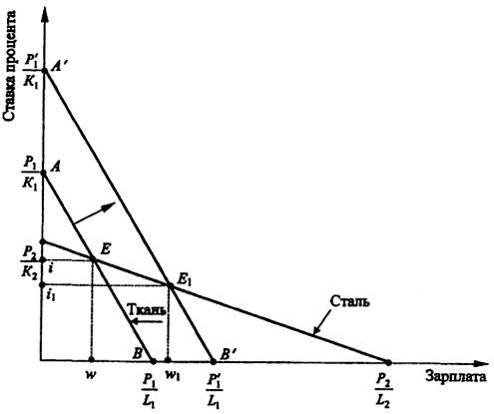 Ставка процента
P′₁/K₁
A′
P₁/K₁
A
P₂/K₂
i
E
i₁
E₁
Ткань
Сталь
B
B′
w
P₁/L₁
w₁
P′₁/L₁
P₂/L₂
Зарплата